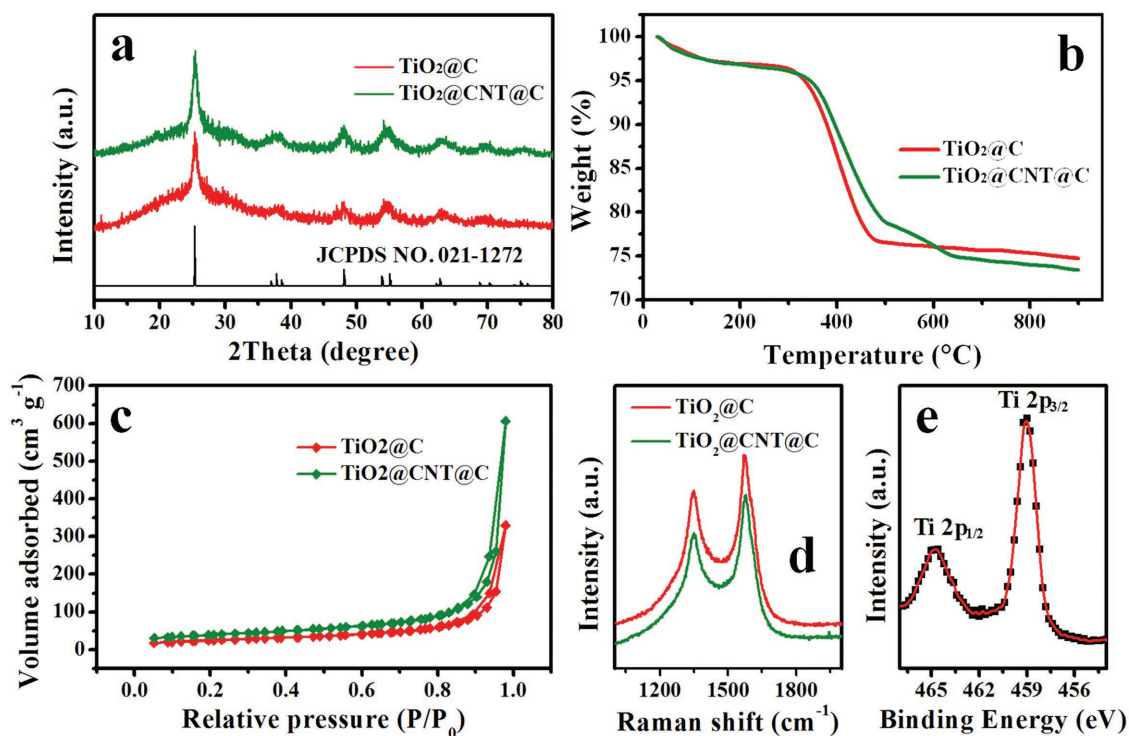 a
TiO₂@C
TiO₂@CNT@C
JCPDS NO. 021-1272
Intensity (a.u.)
10 20 30 40 50 60 70 80
2Theta (degree)
b
TiO₂@C
TiO₂@CNT@C
Weight (%)
100
95
90
85
80
75
70
0 200 400 600 800
Temperature (°C)
c
TiO2@C
TiO2@CNT@C
Volume adsorbed (cm³ g⁻¹)
700
600
500
400
300
200
100
0
0.0 0.2 0.4 0.6 0.8 1.0
Relative pressure (P/P₀)
d
TiO₂@C
TiO₂@CNT@C
Intensity (a.u.)
1200 1500 1800
Raman shift (cm⁻¹)
e
Ti 2p₃/₂
Ti 2p₁/₂
Intensity (a.u.)
465 462 459 456
Binding Energy (eV)